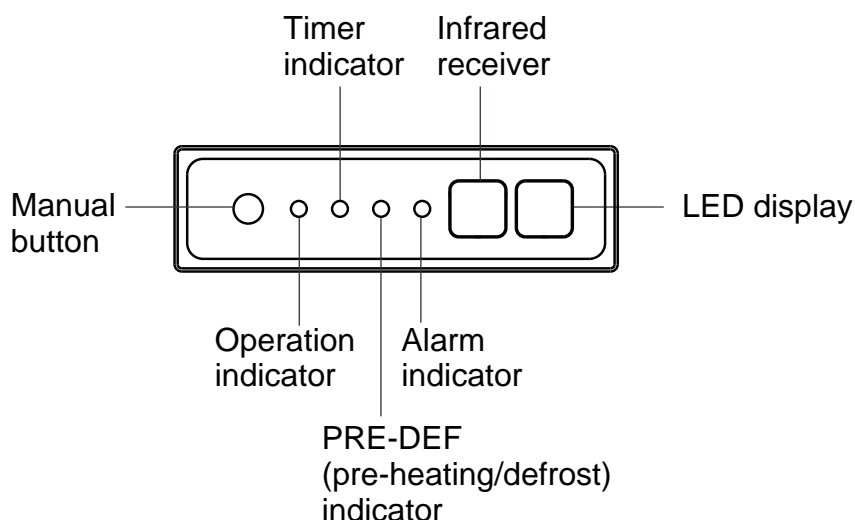 Timer
indicator
Infrared
receiver
Manual
button
LED display
Operation
indicator
Alarm
indicator
PRE-DEF
(pre-heating/defrost)
indicator